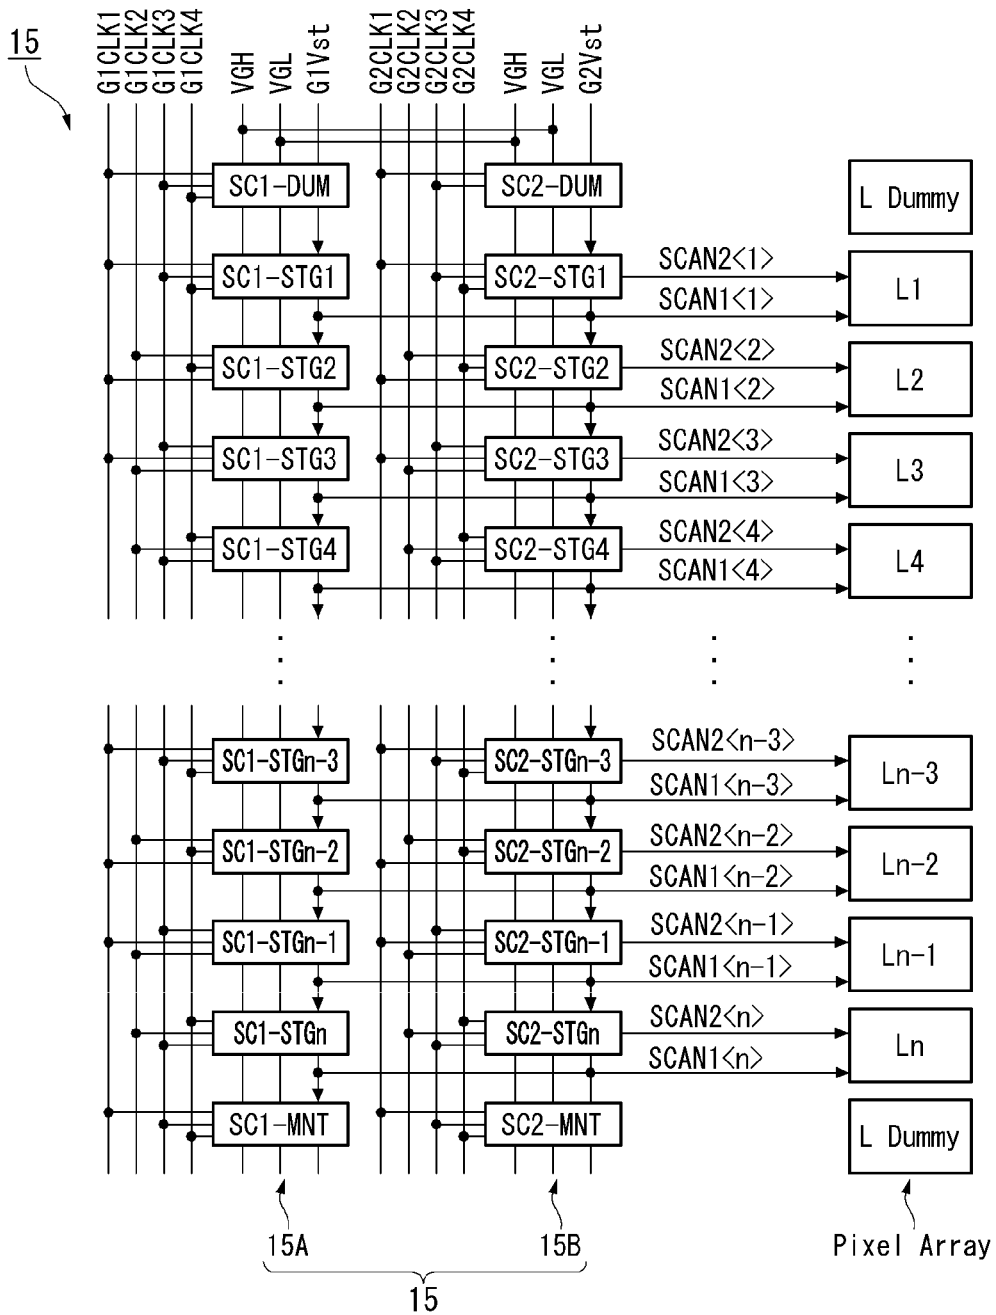 15
G1CLK1
G1CLK2
G1CLK3
G1CLK4
VGH
VGL
G1Vst
G2CLK1
G2CLK2
G2CLK3
G2CLK4
VGH
VGL
G2Vst
SC1-DUM
SC2-DUM
L Dummy
SC1-STG1
SC2-STG1
SCAN2<1>
SCAN1<1>
L1
SC1-STG2
SC2-STG2
SCAN2<2>
SCAN1<2>
L2
SC1-STG3
SC2-STG3
SCAN2<3>
SCAN1<3>
L3
SC1-STG4
SC2-STG4
SCAN2<4>
SCAN1<4>
L4
SC1-STGn-3
SC2-STGn-3
SCAN2<n-3>
SCAN1<n-3>
Ln-3
SC1-STGn-2
SC2-STGn-2
SCAN2<n-2>
SCAN1<n-2>
Ln-2
SC1-STGn-1
SC2-STGn-1
SCAN2<n-1>
SCAN1<n-1>
Ln-1
SC1-STGn
SC2-STGn
SCAN2<n>
SCAN1<n>
Ln
SC1-MNT
SC2-MNT
L Dummy
15A
15B
Pixel Array
15